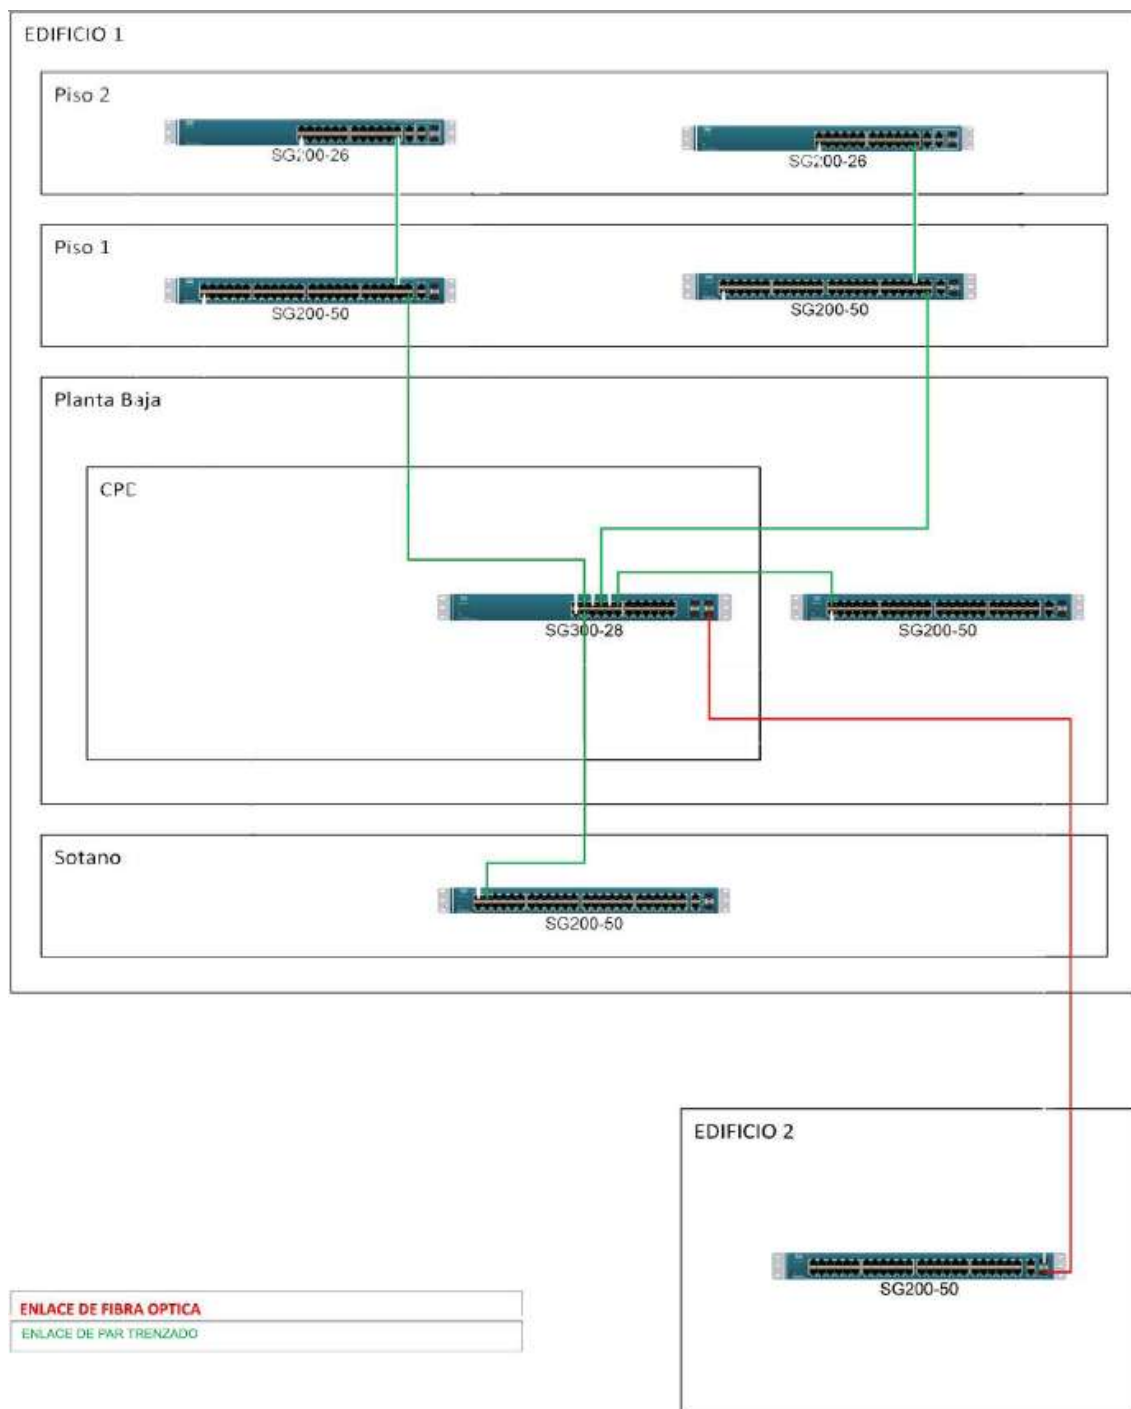 EDIFICIO 1
Piso 2
SG200-26
SG200-26
Piso 1
SG200-50
SG200-50
Planta Baja
CPD
SG300-28
SG200-50
Sotano
SG200-50
EDIFICIO 2
SG200-50
ENLACE DE FIBRA OPTICA
ENLACE DE PAR TRENZADO